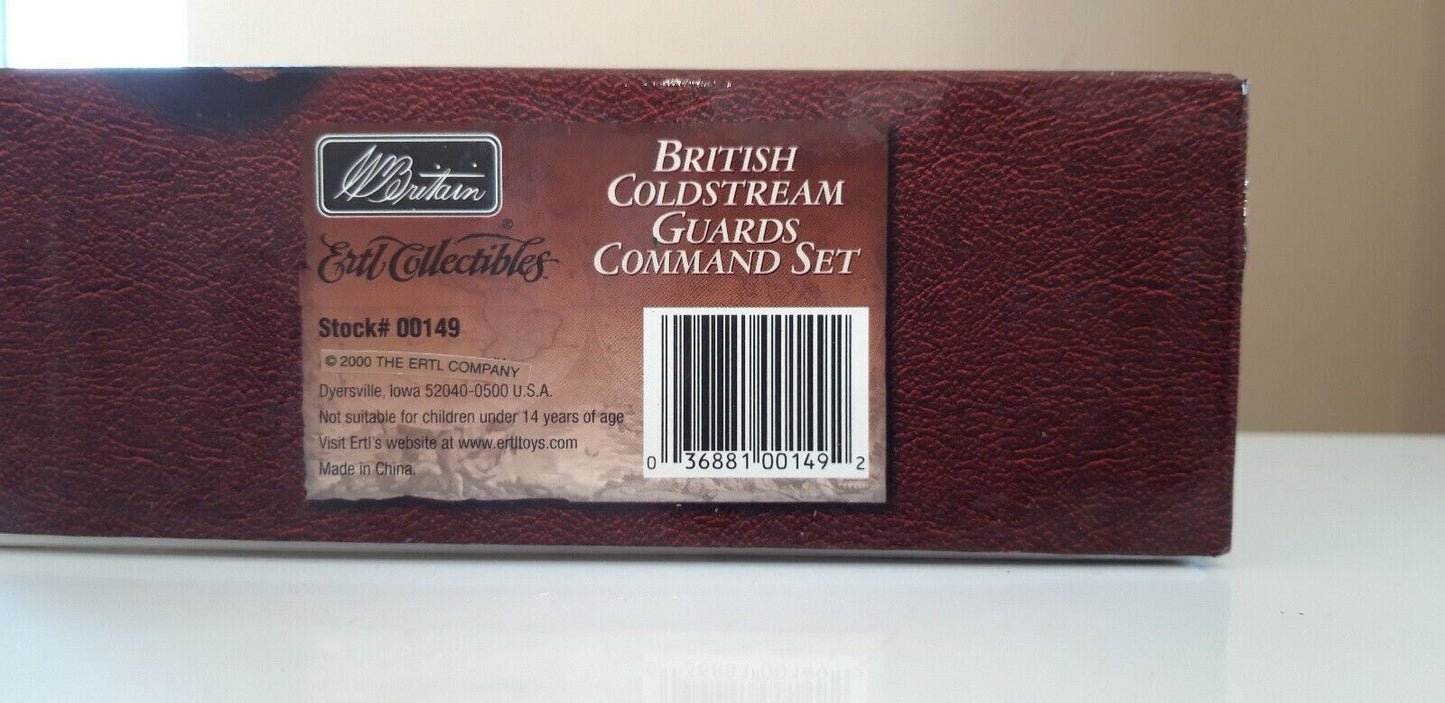 WBritain
Ertl Collectibles®
BRITISH
COLDSTREAM
GUARDS
COMMAND SET
Stock# 00149
© 2000 THE ERTL COMPANY
Dyersville, Iowa 52040-0500 U.S.A.
Not suitable for children under 14 years of age
Visit Ertl's website at www.ertltoys.com
Made in China.
0 36881 00149 2